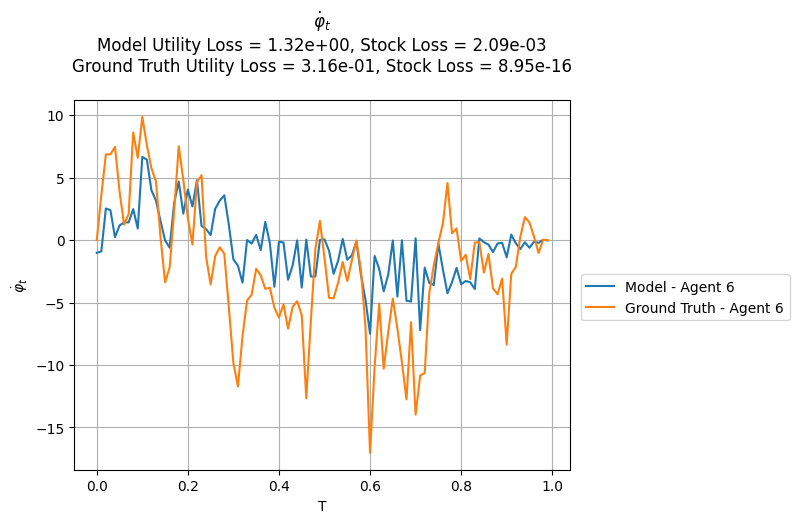 φ̇ₜ
Model Utility Loss = 1.32e+00, Stock Loss = 2.09e-03
Ground Truth Utility Loss = 3.16e-01, Stock Loss = 8.95e-16
10
5
0
−5
−10
−15
φ̇ₜ
0.0 0.2 0.4 0.6 0.8 1.0
T
Model - Agent 6
Ground Truth - Agent 6